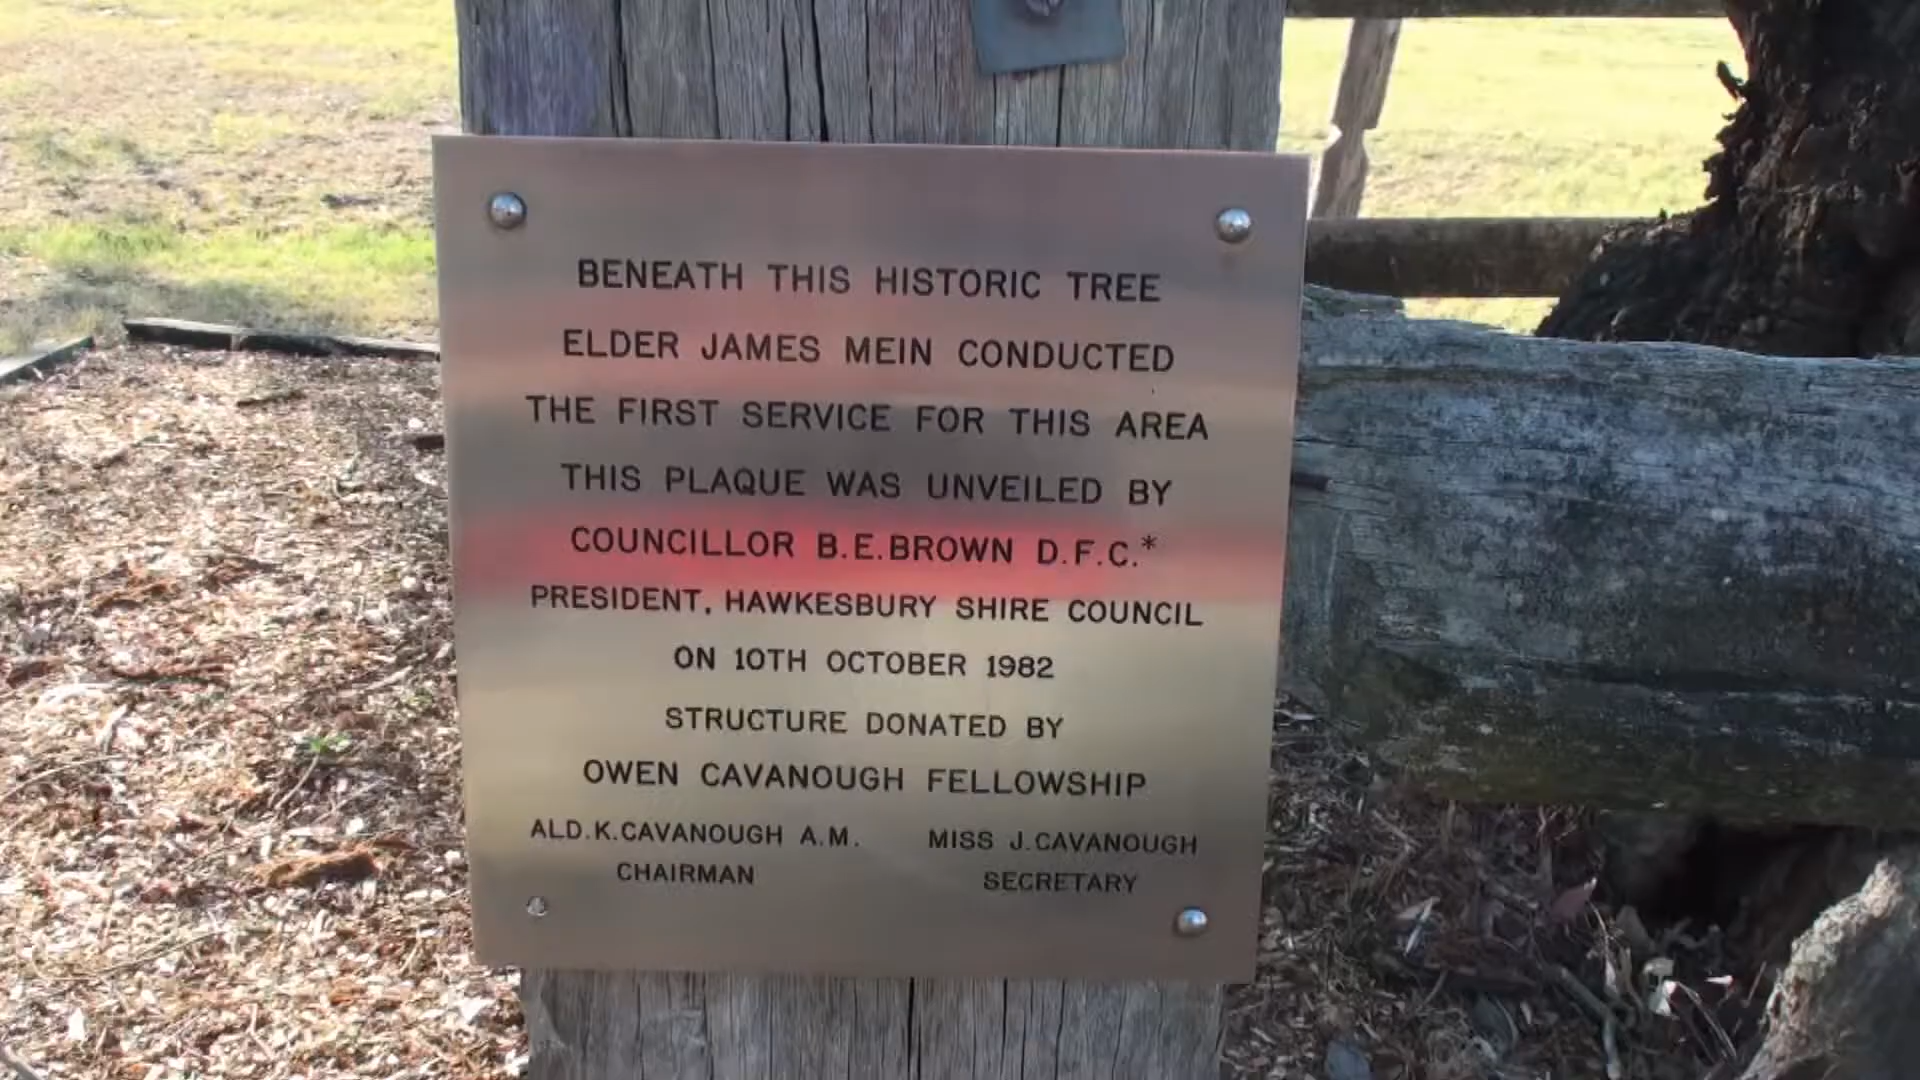 BENEATH THIS HISTORIC TREE
ELDER JAMES MEIN CONDUCTED
THE FIRST SERVICE FOR THIS AREA
THIS PLAQUE WAS UNVEILED BY
COUNCILLOR B.E.BROWN D.F.C.*
PRESIDENT, HAWKESBURY SHIRE COUNCIL
ON 10TH OCTOBER 1982
STRUCTURE DONATED BY
OWEN CAVANOUGH FELLOWSHIP
ALD.K.CAVANOUGH A.M. MISS J.CAVANOUGH
CHAIRMAN SECRETARY